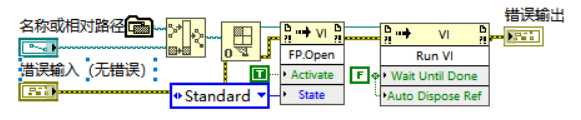 名称或相对路径
错误输入（无错误）
Standard
0
T
VI
FP.Open
Activate
State
F
VI
Run VI
Wait Until Done
Auto Dispose Ref
错误输出